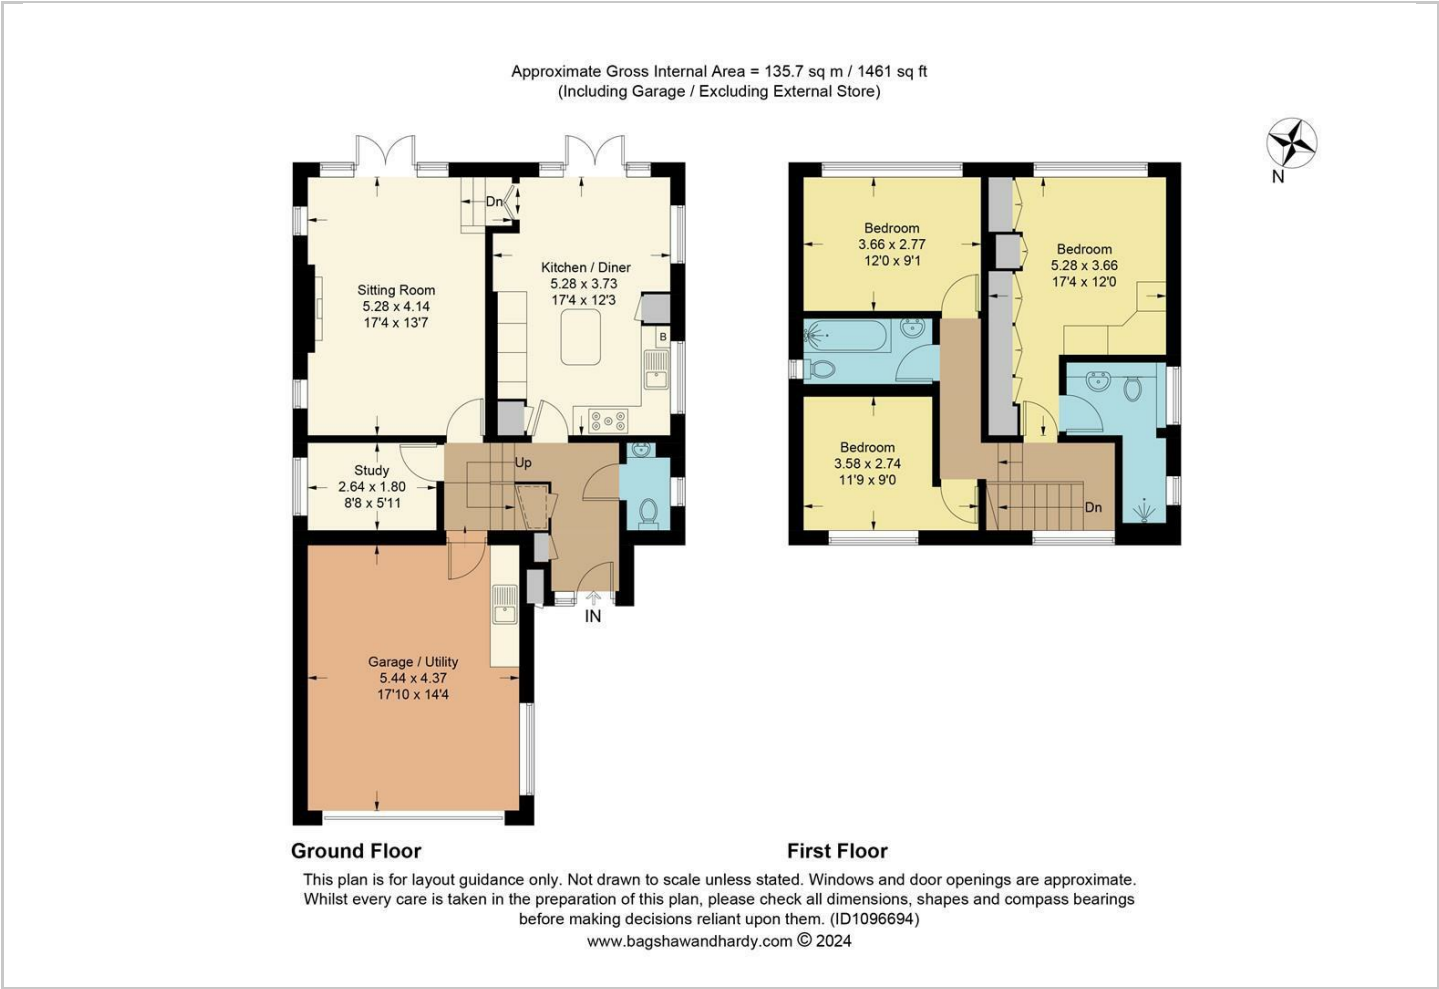 Approximate Gross Internal Area = 135.7 sq m / 1461 sq ft
(Including Garage / Excluding External Store)
N
Dn
Sitting Room
5.28 x 4.14
17'4 x 13'7
Kitchen / Diner
5.28 x 3.73
17'4 x 12'3
B
Up
Study
2.64 x 1.80
8'8 x 5'11
IN
Garage / Utility
5.44 x 4.37
17'10 x 14'4
Bedroom
3.66 x 2.77
12'0 x 9'1
Bedroom
5.28 x 3.66
17'4 x 12'0
Bedroom
3.58 x 2.74
11'9 x 9'0
Dn
Ground Floor
First Floor
This plan is for layout guidance only. Not drawn to scale unless stated. Windows and door openings are approximate.
Whilst every care is taken in the preparation of this plan, please check all dimensions, shapes and compass bearings
before making decisions reliant upon them. (ID1096694)
www.bagshawandhardy.com © 2024